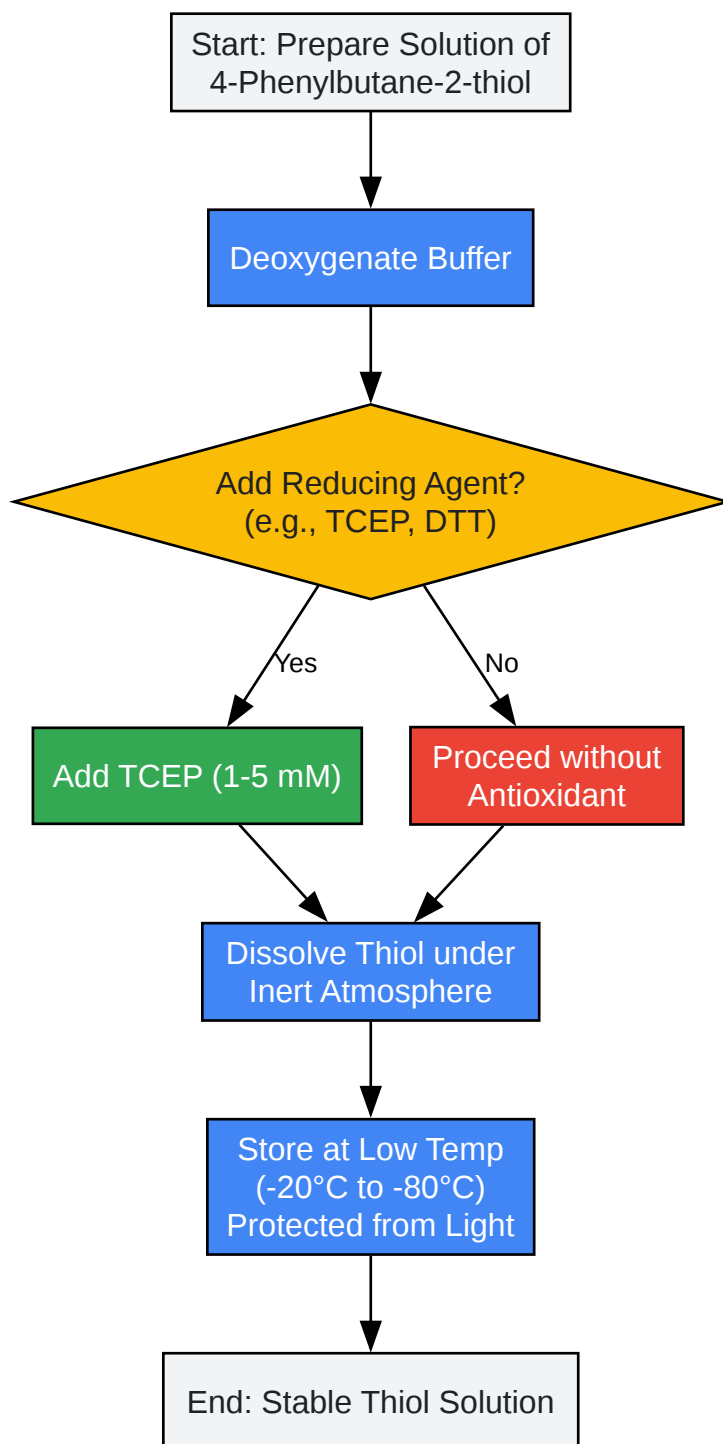 Start: Prepare Solution of
4-Phenylbutane-2-thiol
Deoxygenate Buffer
Add Reducing Agent?
(e.g., TCEP, DTT)
Yes
No
Add TCEP (1-5 mM)
Proceed without
Antioxidant
Dissolve Thiol under
Inert Atmosphere
Store at Low Temp
(-20°C to -80°C)
Protected from Light
End: Stable Thiol Solution